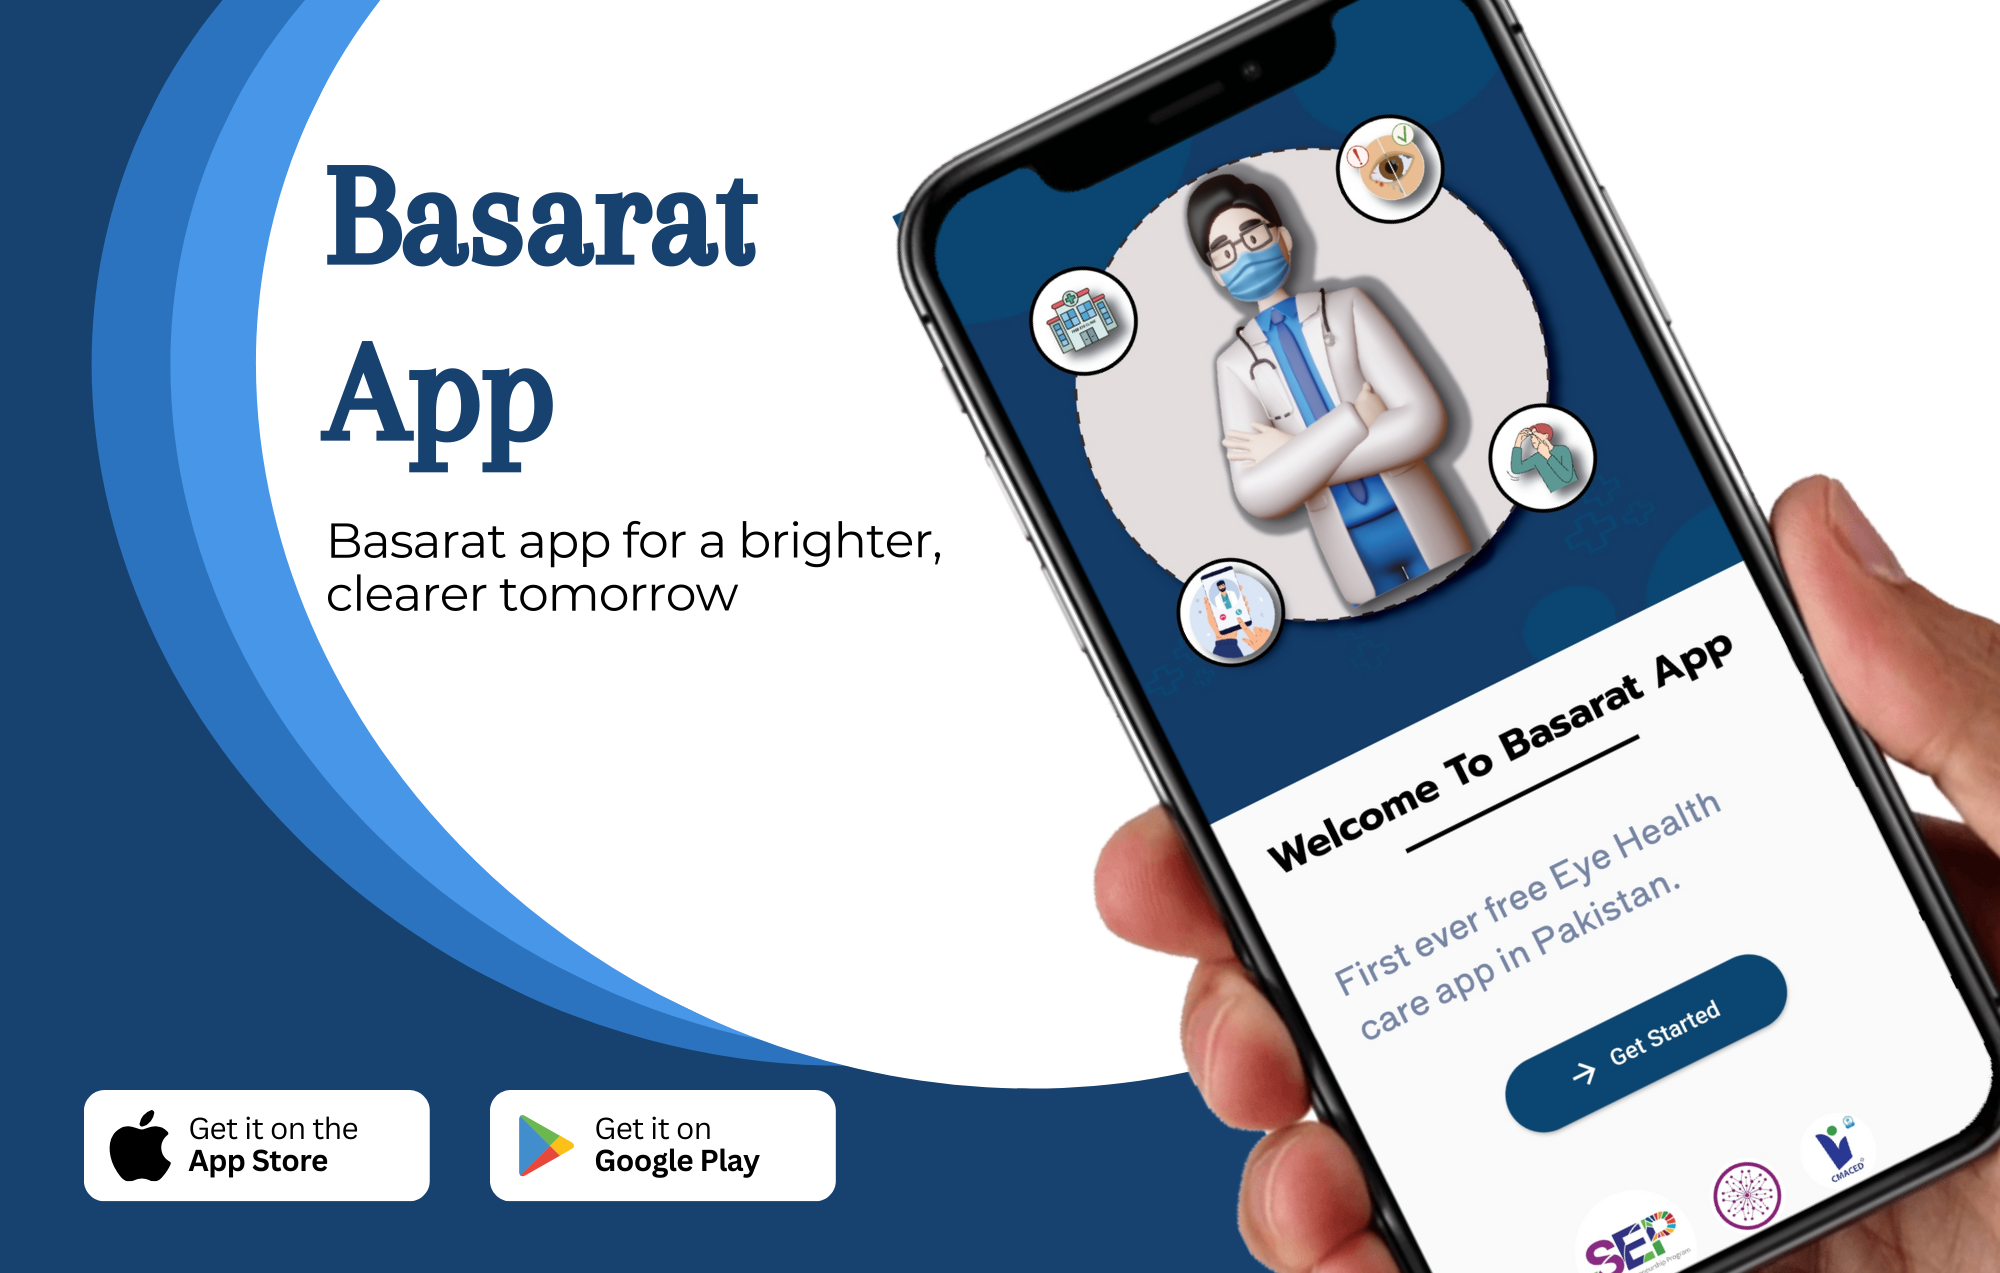 Basarat
App
Basarat app for a brighter,
clearer tomorrow
Get it on the
App Store
Get it on
Google Play
Welcome To Basarat App
First ever free Eye Health
care app in Pakistan.
Get Started
CMACED
SEP
Program